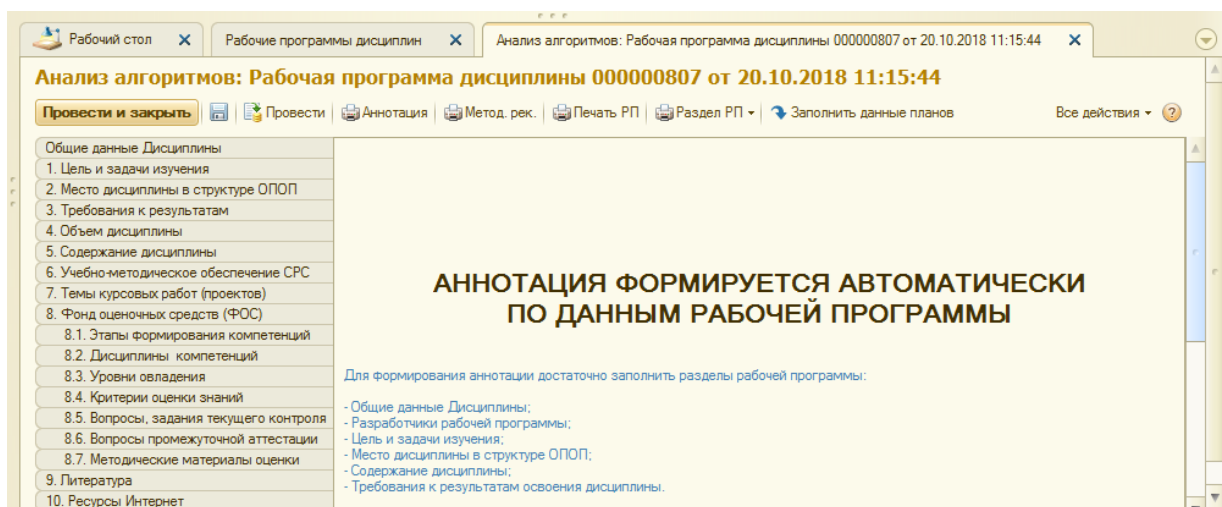 Рабочий стол
Рабочие программы дисциплин
Анализ алгоритмов: Рабочая программа дисциплины 000000807 от 20.10.2018 11:15:44
Анализ алгоритмов: Рабочая программа дисциплины 000000807 от 20.10.2018 11:15:44
Провести и закрыть Провести Аннотация Метод. рек. Печать РП Раздел РП Заполнить данные планов Все действия ?
Общие данные Дисциплины
1. Цель и задачи изучения
2. Место дисциплины в структуре ОПОП
3. Требования к результатам
4. Объем дисциплины
5. Содержание дисциплины
6. Учебно-методическое обеспечение СРС
7. Темы курсовых работ (проектов)
8. Фонд оценочных средств (ФОС)
8.1. Этапы формирования компетенций
8.2. Дисциплины компетенций
8.3. Уровни овладения
8.4. Критерии оценки знаний
8.5. Вопросы, задания текущего контроля
8.6. Вопросы промежуточной аттестации
8.7. Методические материалы оценки
9. Литература
10. Ресурсы Интернет
АННОТАЦИЯ ФОРМИРУЕТСЯ АВТОМАТИЧЕСКИ
ПО ДАННЫМ РАБОЧЕЙ ПРОГРАММЫ
Для формирования аннотации достаточно заполнить разделы рабочей программы:
- Общие данные Дисциплины;
- Разработчики рабочей программы;
- Цель и задачи изучения;
- Место дисциплины в структуре ОПОП;
- Содержание дисциплины;
- Требования к результатам освоения дисциплины.